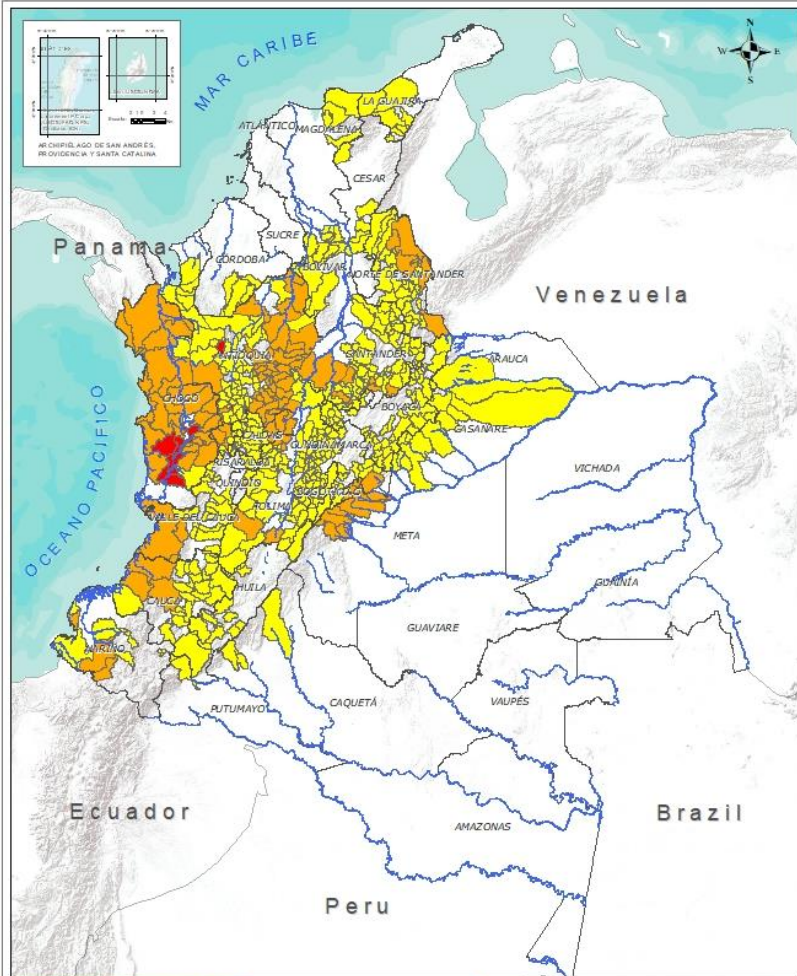 MAR CARIBE
N
W
E
S
ARCHIPIÉLAGO DE SAN ANDRÉS,
PROVIDENCIA Y SANTA CATALINA
LA GUAJIRA
ATLÁNTICO
MAGDALENA
CESAR
Panama
SUCRE
CÓRDOBA
BOLÍVAR
NORTE DE SANTANDER
Venezuela
SANTANDER
ANTIOQUIA
ARAUCA
CHOCÓ
BOYACÁ
CASANARE
CALDAS
CUNDINAMARCA
OCEANO PACIFICO
RISARALDA
VICHADA
QUINDIO
TOLIMA
VALLE DEL CAUCA
META
HUILA
GUAINÍA
CAUCA
GUAVIARE
NARIÑO
CAQUETÁ
VAUPÉS
PUTUMAYO
Ecuador
Brazil
AMAZONAS
Peru